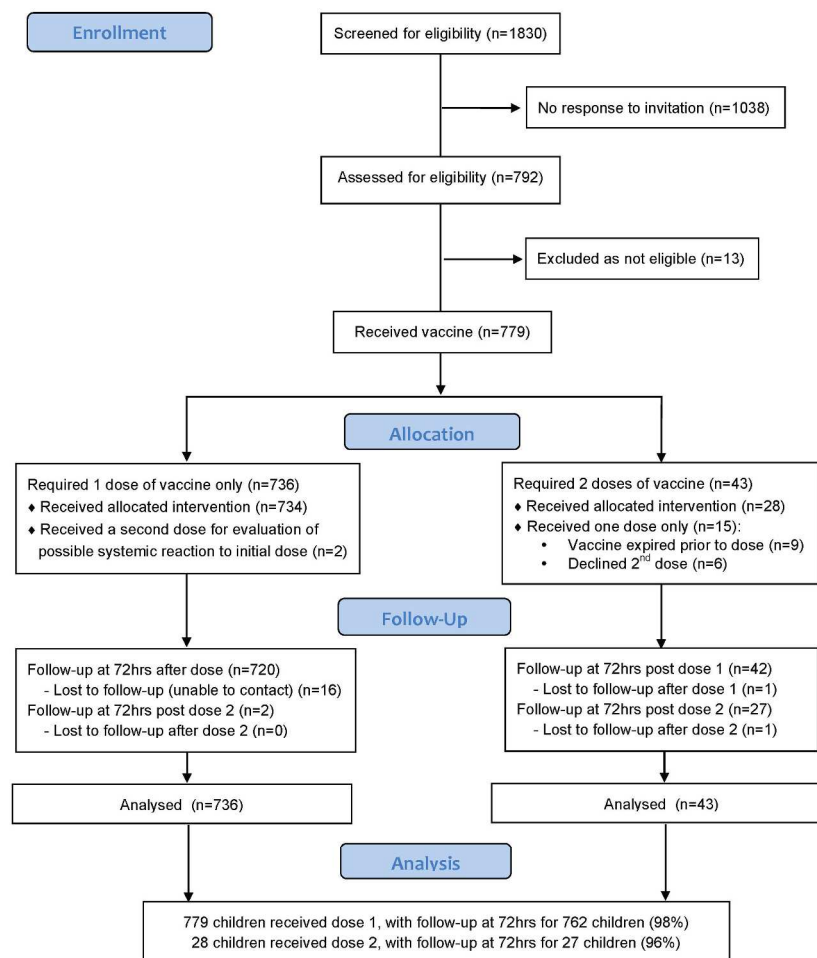 Enrollment
Screened for eligibility (n=1830)
No response to invitation (n=1038)
Assessed for eligibility (n=792)
Excluded as not eligible (n=13)
Received vaccine (n=779)
Allocation
Required 1 dose of vaccine only (n=736)
♦ Received allocated intervention (n=734)
♦ Received a second dose for evaluation of
possible systemic reaction to initial dose (n=2)
Required 2 doses of vaccine (n=43)
♦ Received allocated intervention (n=28)
♦ Received one dose only (n=15):
• Vaccine expired prior to dose (n=9)
• Declined 2nd dose (n=6)
Follow-Up
Follow-up at 72hrs after dose (n=720)
- Lost to follow-up (unable to contact) (n=16)
Follow-up at 72hrs post dose 2 (n=2)
- Lost to follow-up after dose 2 (n=0)
Follow-up at 72hrs post dose 1 (n=42)
- Lost to follow-up after dose 1 (n=1)
Follow-up at 72hrs post dose 2 (n=27)
- Lost to follow-up after dose 2 (n=1)
Analysed (n=736)
Analysed (n=43)
Analysis
779 children received dose 1, with follow-up at 72hrs for 762 children (98%)
28 children received dose 2, with follow-up at 72hrs for 27 children (96%)